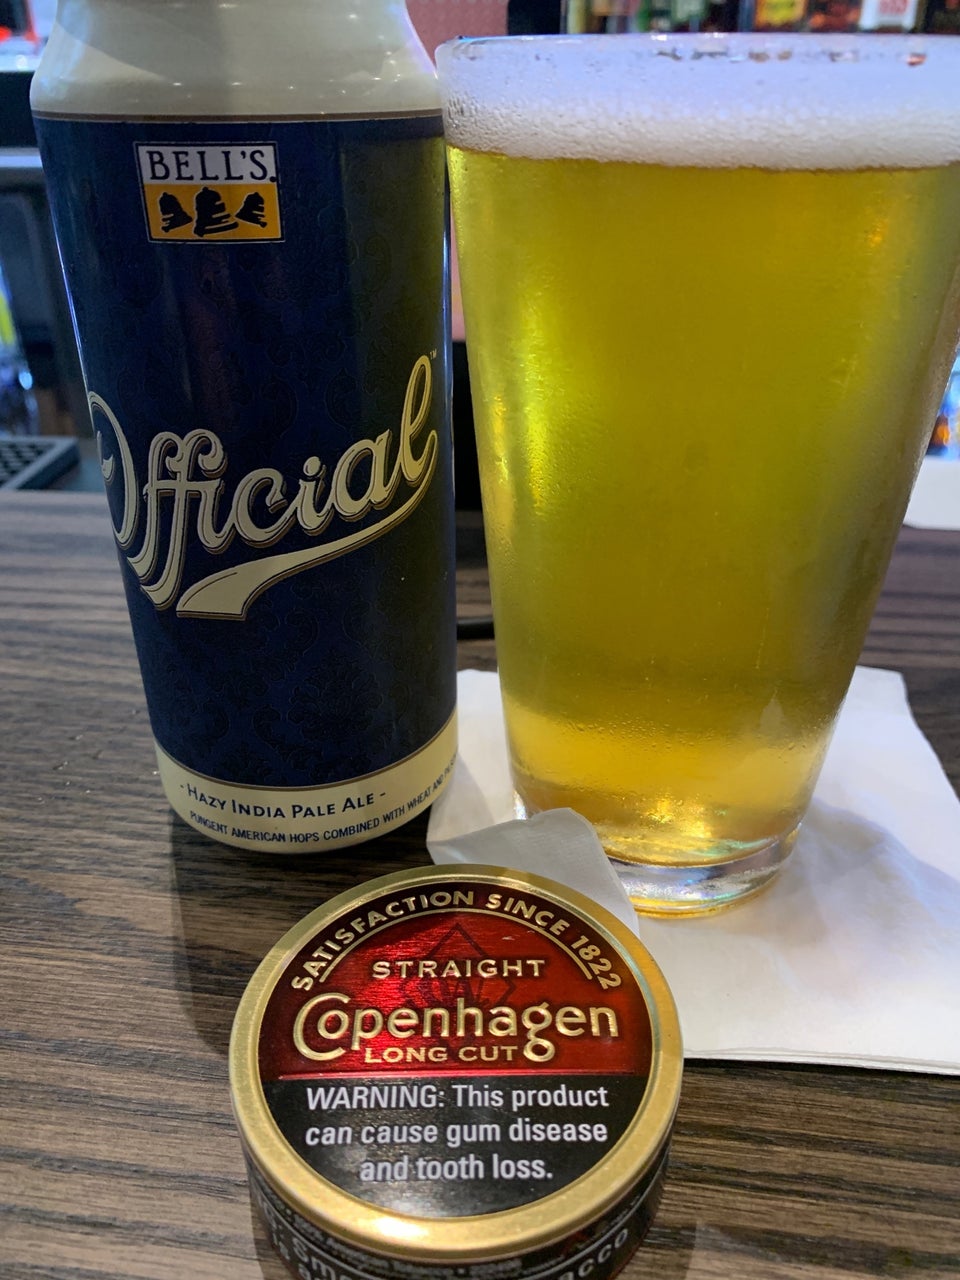 BELL'S
Official™
- HAZY INDIA PALE ALE -
PUNGENT AMERICAN HOPS COMBINED WITH WHEAT AND
SATISFACTION SINCE 1822
STRAIGHT
Copenhagen
LONG CUT
WARNING: This product
can cause gum disease
and tooth loss.